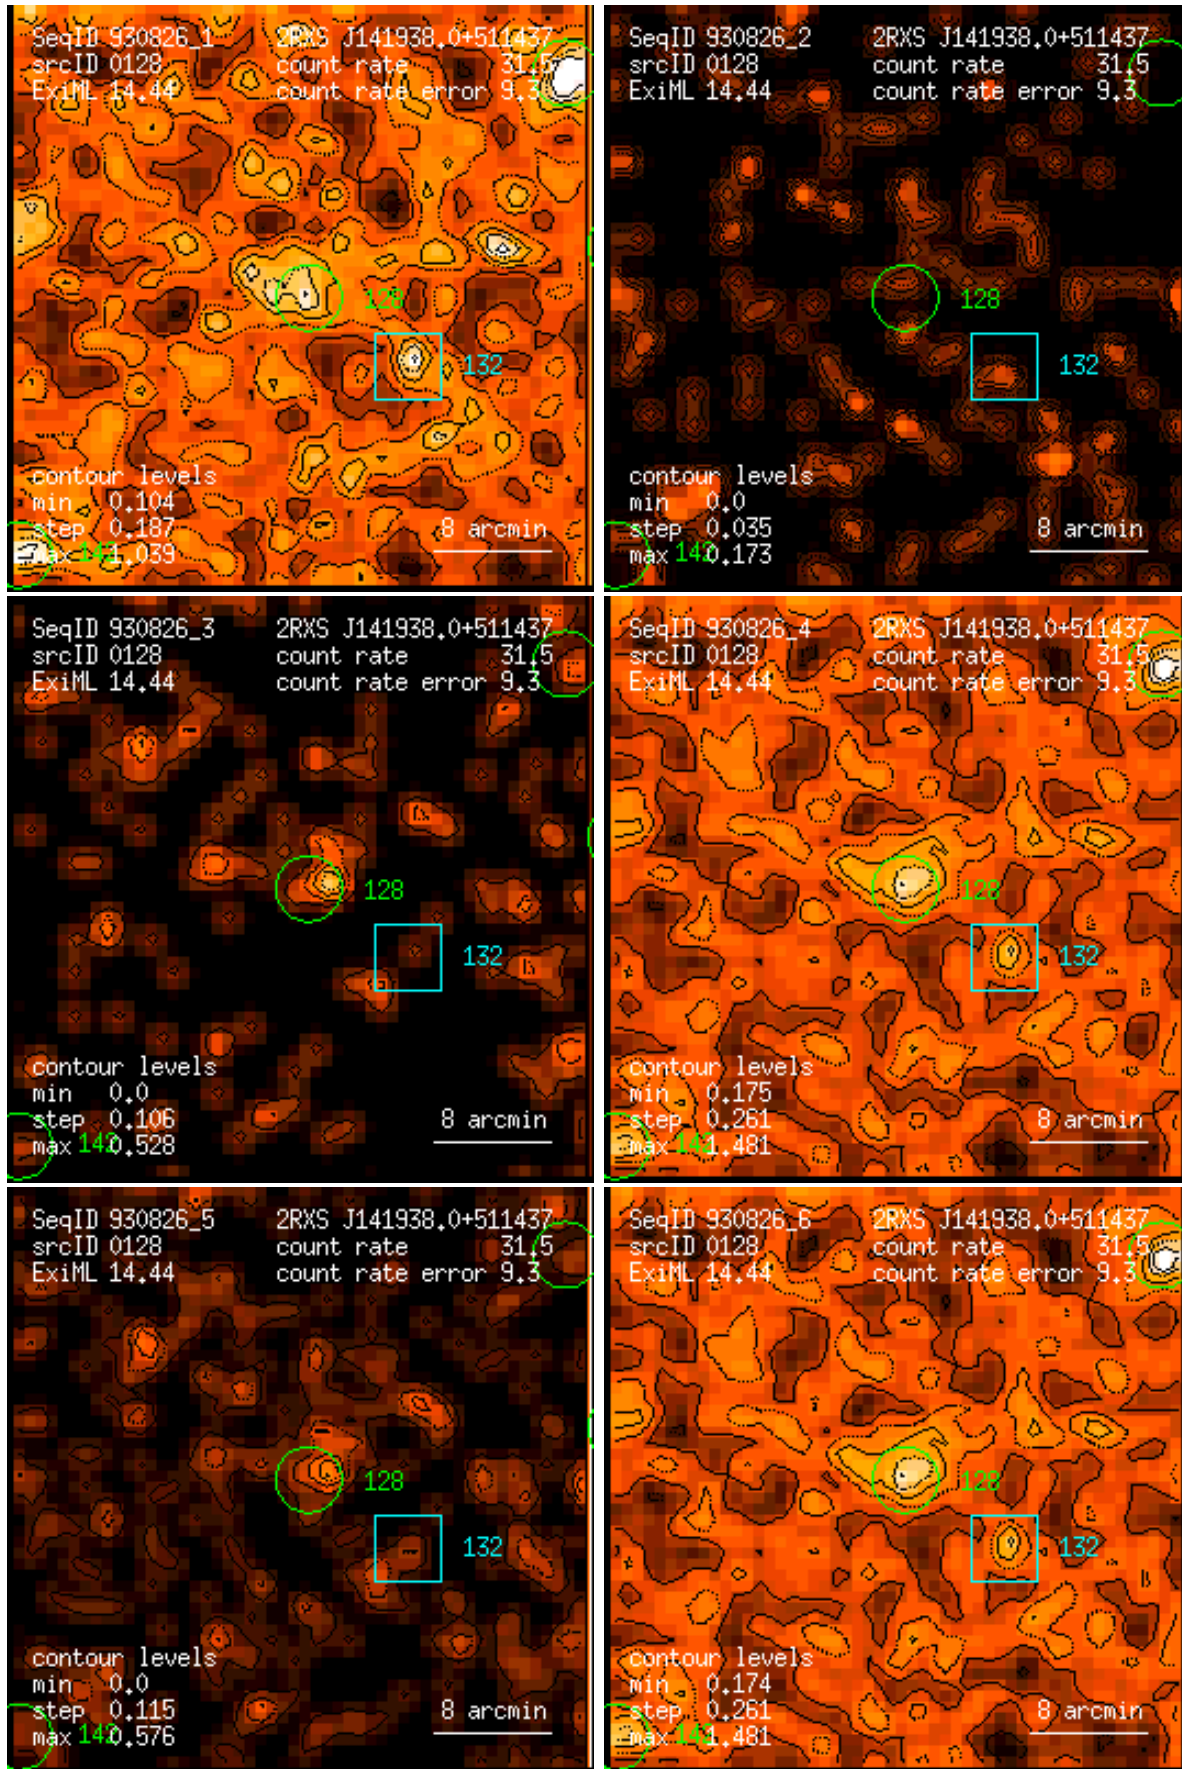 SeqID 930826_1 2RXS J141938.0+511437
srcID 0128 count rate 31.5
ExiML 14.44 count rate error 9.3
128
132
contour levels
min 0.104
step 0.187 8 arcmin
max 1.039
142
SeqID 930826_2 2RXS J141938.0+511437
srcID 0128 count rate 31.5
ExiML 14.44 count rate error 9.3
128
132
contour levels
min 0.0
step 0.035 8 arcmin
max 0.173
142
SeqID 930826_3 2RXS J141938.0+511437
srcID 0128 count rate 31.5
ExiML 14.44 count rate error 9.3
128
132
contour levels
min 0.0
step 0.106 8 arcmin
max 0.528
142
SeqID 930826_4 2RXS J141938.0+511437
srcID 0128 count rate 31.5
ExiML 14.44 count rate error 9.3
128
132
contour levels
min 0.175
step 0.261 8 arcmin
max 1.481
142
SeqID 930826_5 2RXS J141938.0+511437
srcID 0128 count rate 31.5
ExiML 14.44 count rate error 9.3
128
132
contour levels
min 0.0
step 0.115 8 arcmin
max 0.576
142
SeqID 930826_6 2RXS J141938.0+511437
srcID 0128 count rate 31.5
ExiML 14.44 count rate error 9.3
128
132
contour levels
min 0.174
step 0.261 8 arcmin
max 1.481
142